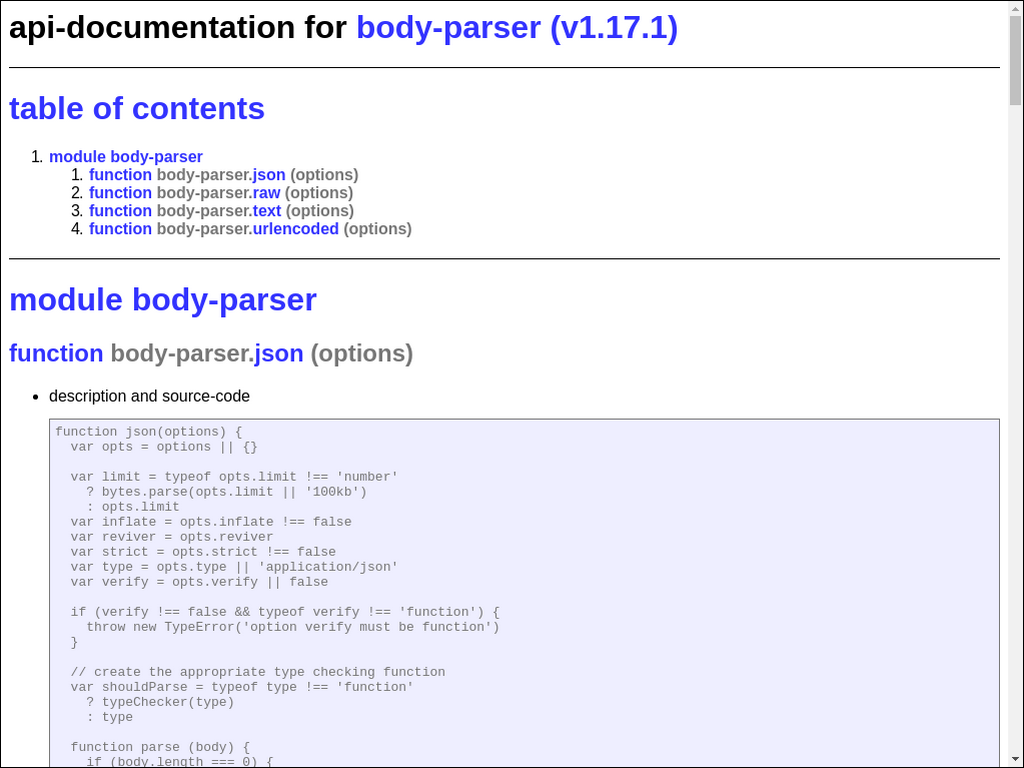 api-documentation for body-parser (v1.17.1)
table of contents
1. module body-parser
1. function body-parser.json (options)
2. function body-parser.raw (options)
3. function body-parser.text (options)
4. function body-parser.urlencoded (options)
module body-parser
function body-parser.json (options)
• description and source-code
function json(options) {
  var opts = options || {}

  var limit = typeof opts.limit !== 'number'
    ? bytes.parse(opts.limit || '100kb')
    : opts.limit
  var inflate = opts.inflate !== false
  var reviver = opts.reviver
  var strict = opts.strict !== false
  var type = opts.type || 'application/json'
  var verify = opts.verify || false

  if (verify !== false && typeof verify !== 'function') {
    throw new TypeError('option verify must be function')
  }

  // create the appropriate type checking function
  var shouldParse = typeof type !== 'function'
    ? typeChecker(type)
    : type

  function parse (body) {
    if (body.length === 0) {